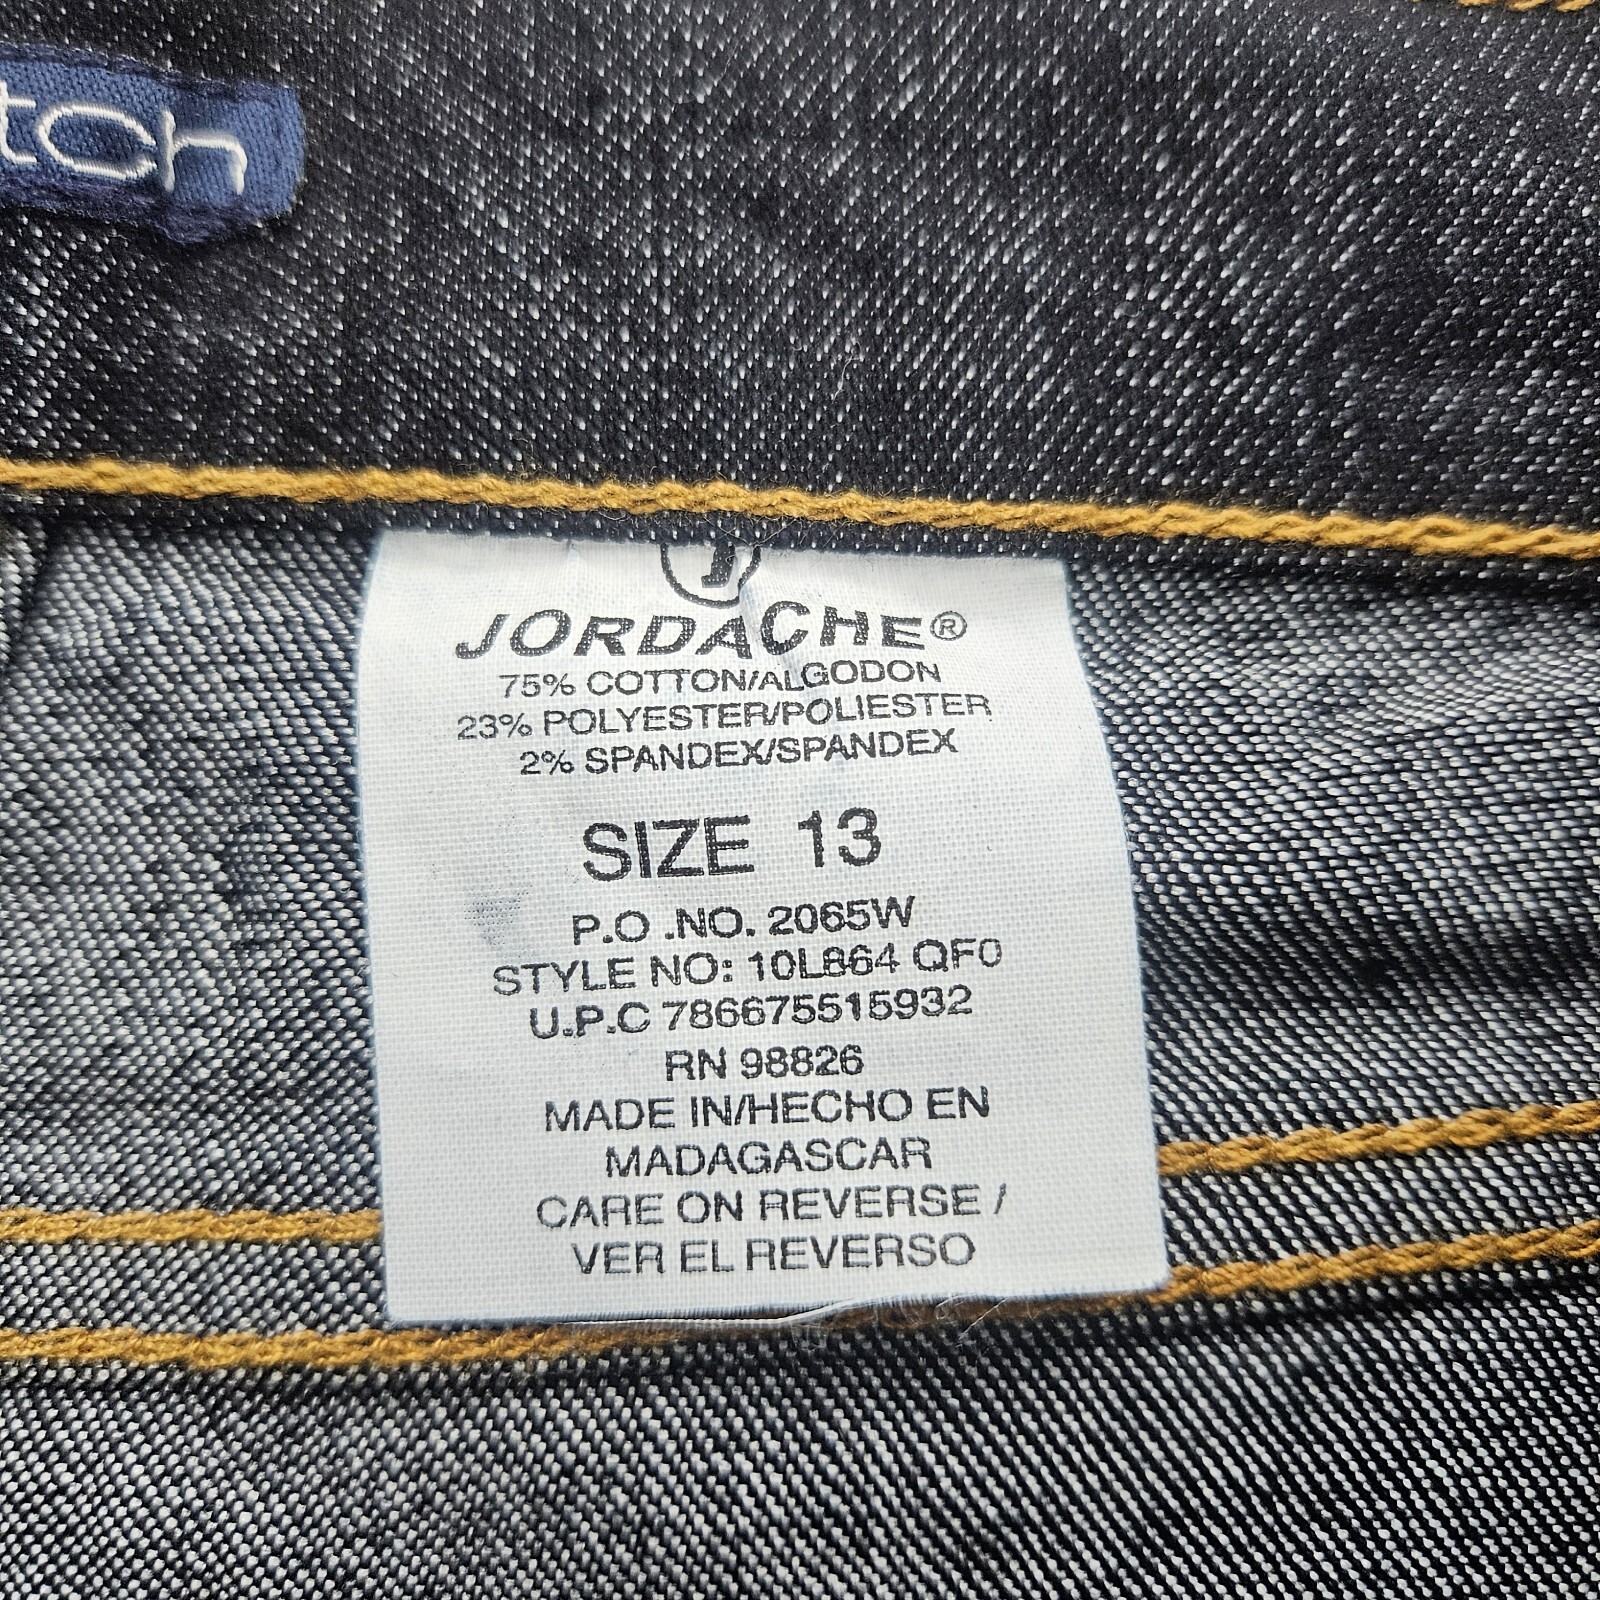 tch
J
JORDACHE®
75% COTTON/ALGODON
23% POLYESTER/POLIESTER
2% SPANDEX/SPANDEX
SIZE 13
P.O .NO. 2065W
STYLE NO: 10L864 QF0
U.P.C 786675515932
RN 98826
MADE IN/HECHO EN
MADAGASCAR
CARE ON REVERSE /
VER EL REVERSO